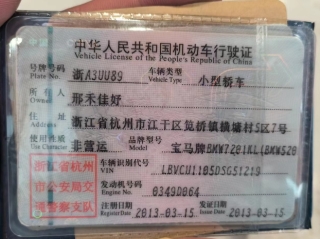 中华人民共和国机动车行驶证
Vehicle License of the People's Republic of China
号牌号码 浙A3UU89 车辆类型 小型轿车
Plate No. Vehicle Type
所有人 邢禾佳好
Owner
住址 浙江省杭州市江干区笕桥镇横塘村5区7号
Address
使用性质 非营运 品牌型号 宝马牌BMW7201KL(BMW520
Use Character Model
车辆识别代号 LBVCU1105DSG51219
VIN
发动机号码 0349D064
Engine No.
注册日期 2013-03-15 发证日期 2013-03-15
Register Date Issue Date
浙江省杭州
市公安局交
通警察支队